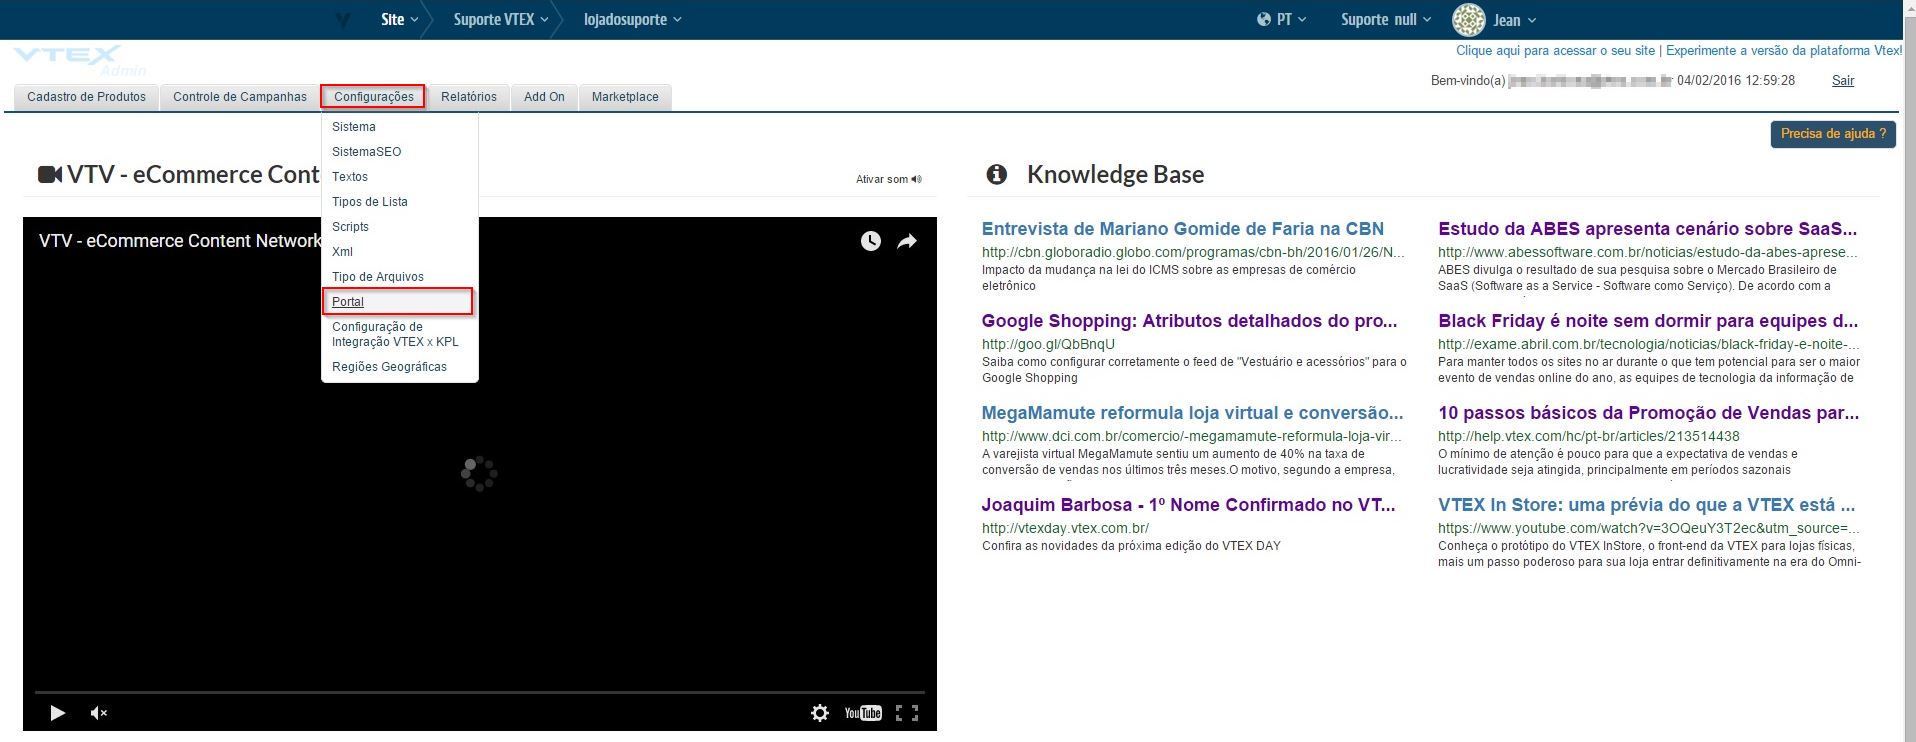 Site
Suporte VTEX
lojadosuporte
PT
Suporte null
Jean
VTEX
Admin
Clique aqui para acessar o seu site | Experimente a versão da plataforma Vtex!
Bem-vindo(a) 04/02/2016 12:59:28 Sair
Cadastro de Produtos
Controle de Campanhas
Configurações
Relatórios
Add On
Marketplace
Precisa de ajuda ?
Sistema
SistemaSEO
Textos
Tipos de Lista
Scripts
Xml
Tipo de Arquivos
Portal
Configuração de
Integração VTEX x KPL
Regiões Geográficas
VTV - eCommerce Cont
Ativar som
VTV - eCommerce Content Network
YouTube
Knowledge Base
Entrevista de Mariano Gomide de Faria na CBN
http://cbn.globoradio.globo.com/programas/cbn-bh/2016/01/26/N...
Impacto da mudança na lei do ICMS sobre as empresas de comércio
eletrônico
Estudo da ABES apresenta cenário sobre SaaS...
http://www.abessoftware.com.br/noticias/estudo-da-abes-aprese...
ABES divulga o resultado de sua pesquisa sobre o Mercado Brasileiro de
SaaS (Software as a Service - Software como Serviço). De acordo com a
Google Shopping: Atributos detalhados do pro...
http://goo.gl/QbBnqU
Saiba como configurar corretamente o feed de "Vestuário e acessórios" para o
Google Shopping
Black Friday é noite sem dormir para equipes d...
http://exame.abril.com.br/tecnologia/noticias/black-friday-e-noite-...
Para manter todos os sites no ar durante o que tem potencial para ser o maior
evento de vendas online do ano, as equipes de tecnologia da informação de
MegaMamute reformula loja virtual e conversão...
http://www.dci.com.br/comercio/-megamamute-reformula-loja-vir...
A varejista virtual MegaMamute sentiu um aumento de 40% na taxa de
conversão de vendas nos últimos três meses.O motivo, segundo a empresa,
10 passos básicos da Promoção de Vendas par...
http://help.vtex.com/hc/pt-br/articles/213514438
O mínimo de atenção é pouco para que a expectativa de vendas e
lucratividade seja atingida, principalmente em períodos sazonais
Joaquim Barbosa - 1º Nome Confirmado no VT...
http://vtexday.vtex.com.br/
Confira as novidades da próxima edição do VTEX DAY
VTEX In Store: uma prévia do que a VTEX está ...
https://www.youtube.com/watch?v=3OQeuY3T2ec&utm_source=...
Conheça o protótipo do VTEX InStore, o front-end da VTEX para lojas físicas,
mais um passo poderoso para sua loja entrar definitivamente na era do Omni-